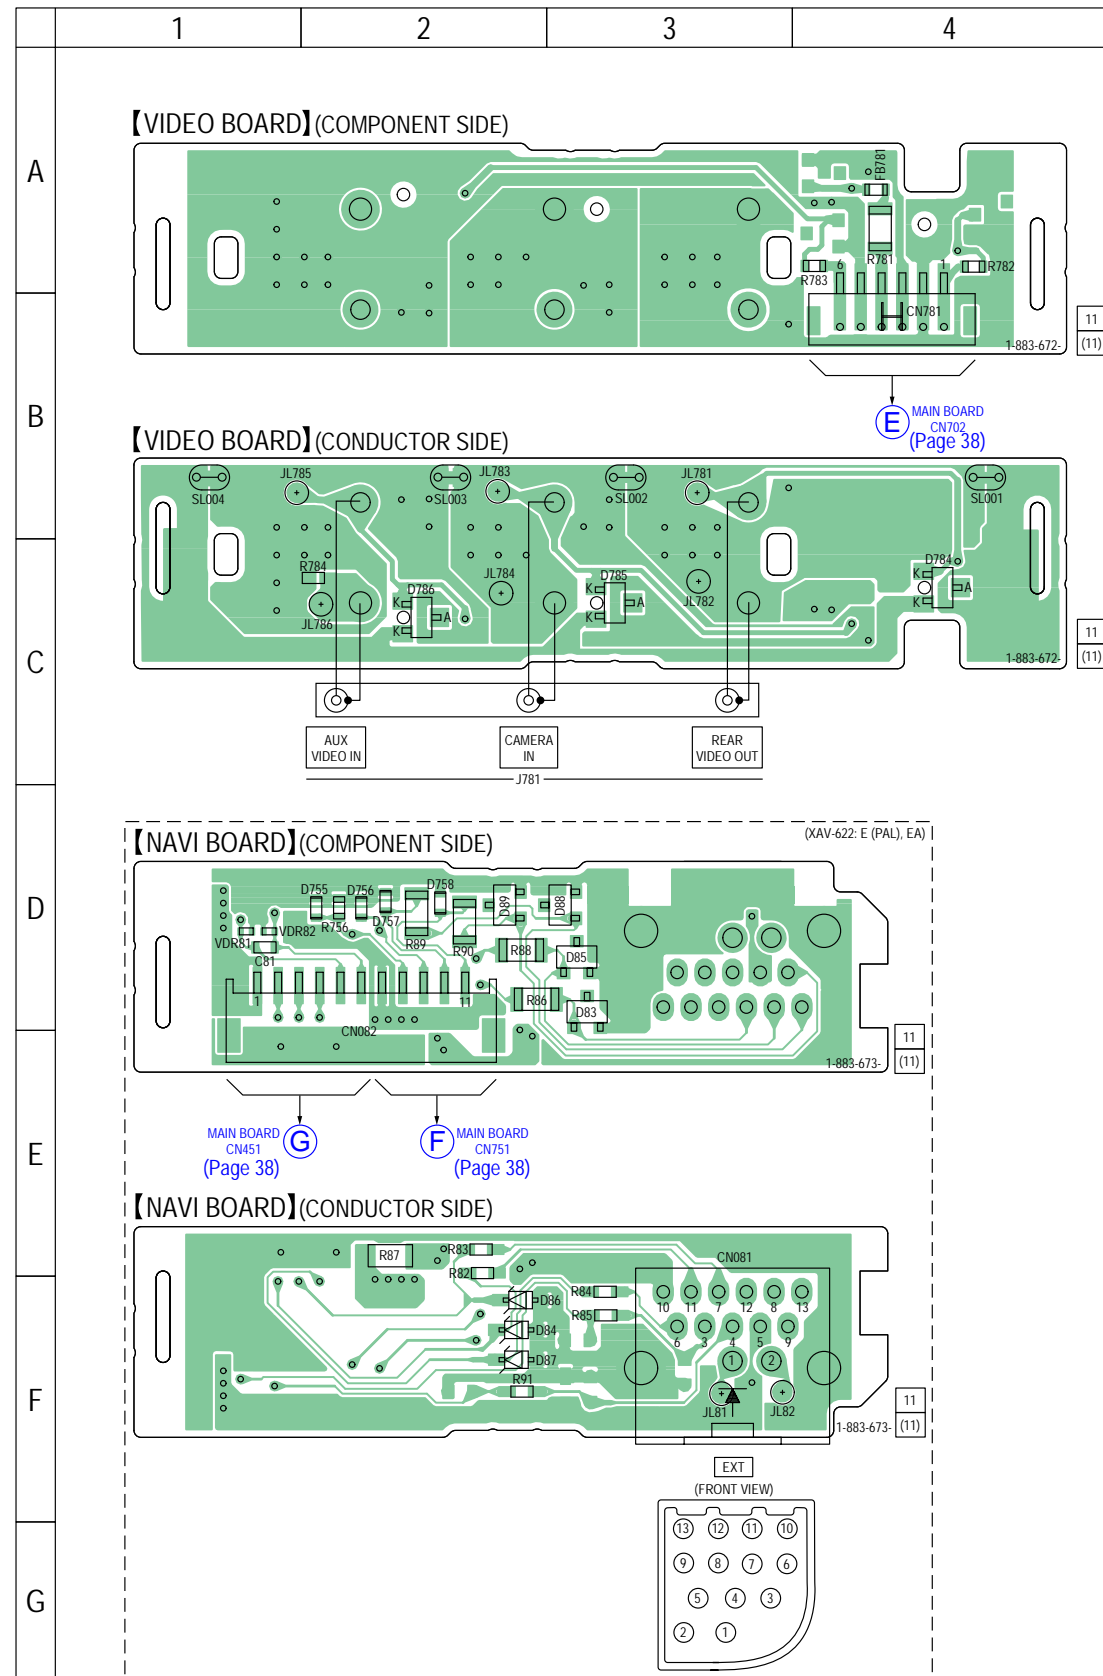 1 2 3 4
A
B
C
D
E
F
G
【VIDEO BOARD】(COMPONENT SIDE)
FB781
R781
R783
6
1
R782
CN781
1-883-672-
11
(11)
E
MAIN BOARD
CN702
(Page 38)
【VIDEO BOARD】(CONDUCTOR SIDE)
JL785
JL783
JL781
SL004
SL003
SL002
SL001
R784
JL786
D786
K
K
A
JL784
D785
K
K
A
JL782
D784
K
K
A
1-883-672-
11
(11)
AUX
VIDEO IN
CAMERA
IN
REAR
VIDEO OUT
J781
【NAVI BOARD】(COMPONENT SIDE)
(XAV-622: E (PAL), EA)
D755
D756
D758
D757
R756
VDR81
VDR82
C81
R89
R90
D89
D88
R88
D85
R86
D83
1
11
CN082
1-883-673-
11
(11)
MAIN BOARD
CN451
(Page 38)
G
F
MAIN BOARD
CN751
(Page 38)
【NAVI BOARD】(CONDUCTOR SIDE)
R87
R83
R82
CN081
R84
R85
D86
D84
D87
R91
10 11 7 12 8 13
6 3 4 5 9
1 2
JL81
JL82
1-883-673-
11
(11)
EXT
(FRONT VIEW)
13 12 11 10
9 8 7 6
5 4 3
2 1